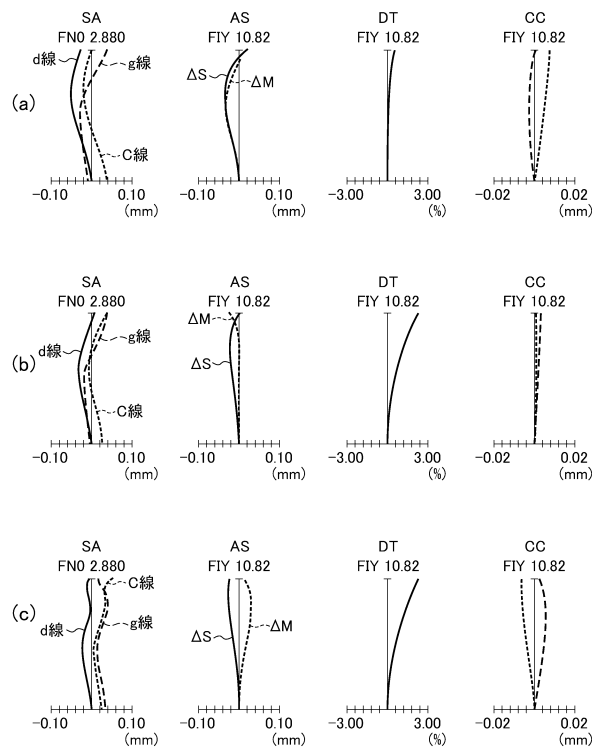 SA AS DT CC
FNO 2.880 FIY 10.82 FIY 10.82 FIY 10.82
d線 g線 ΔS ΔM
(a)
C線
-0.10 0.10 -0.10 0.10 -3.00 3.00 -0.02 0.02
(mm) (mm) (%) (mm)
SA AS DT CC
FNO 2.880 FIY 10.82 FIY 10.82 FIY 10.82
d線 g線 ΔM
(b) ΔS
C線
-0.10 0.10 -0.10 0.10 -3.00 3.00 -0.02 0.02
(mm) (mm) (%) (mm)
SA AS DT CC
FNO 2.880 FIY 10.82 FIY 10.82 FIY 10.82
C線
(c) d線 g線 ΔS ΔM
-0.10 0.10 -0.10 0.10 -3.00 3.00 -0.02 0.02
(mm) (mm) (%) (mm)